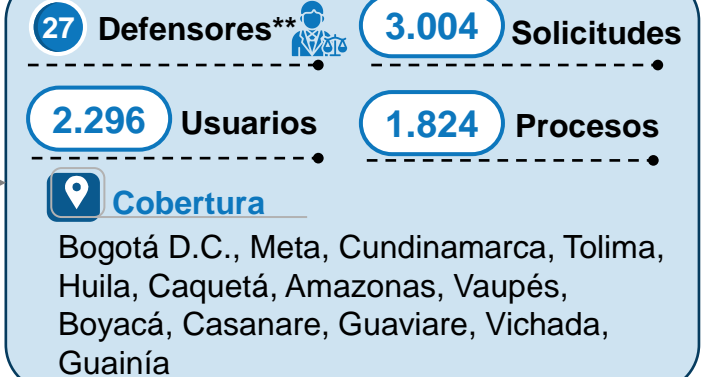 27 Defensores** 3.004 Solicitudes
2.296 Usuarios 1.824 Procesos
Cobertura
Bogotá D.C., Meta, Cundinamarca, Tolima,
Huila, Caquetá, Amazonas, Vaupés,
Boyacá, Casanare, Guaviare, Vichada,
Guainía